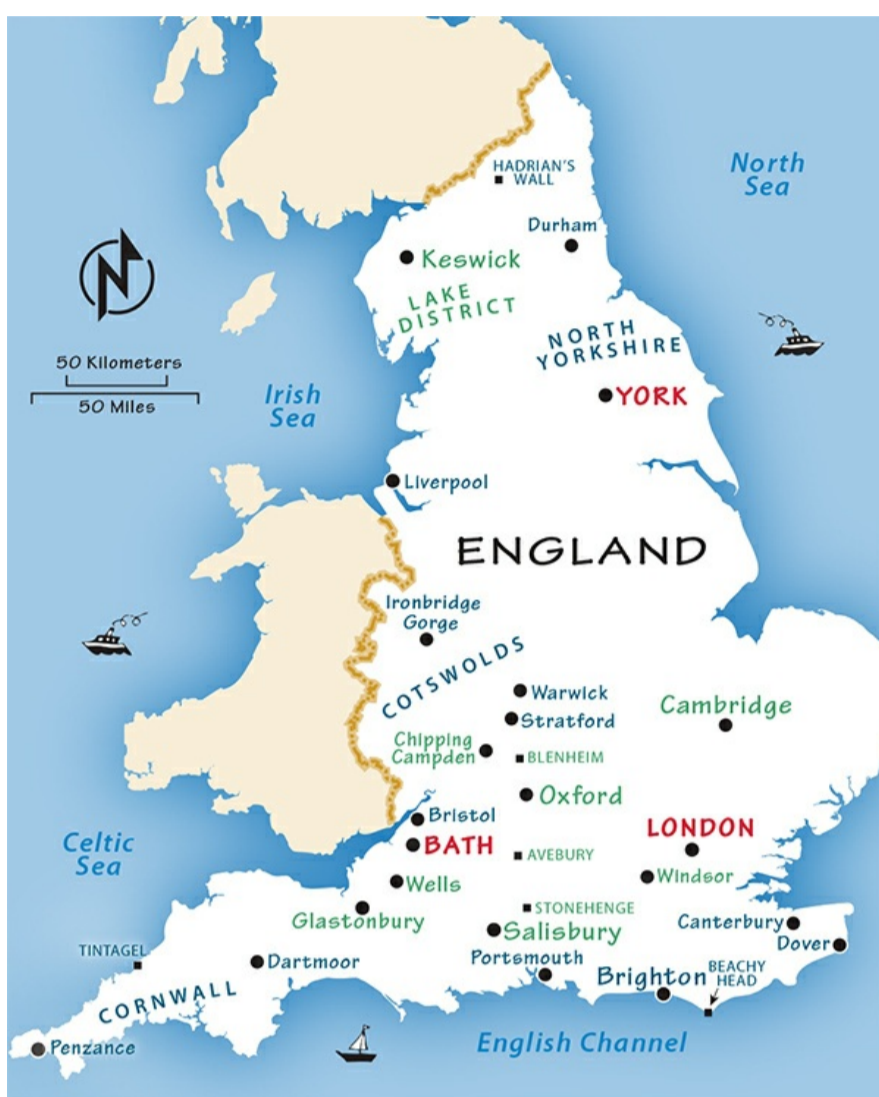 North
Sea
HADRIAN'S
WALL
Durham
Keswick
LAKE
DISTRICT
N
50 Kilometers
50 Miles
NORTH
YORKSHIRE
Irish
Sea
YORK
Liverpool
ENGLAND
Ironbridge
Gorge
COTSWOLDS
Warwick
Stratford
Cambridge
Chipping
Campden
BLENHEIM
Oxford
Bristol
LONDON
BATH
Celtic
Sea
AVEBURY
Wells
Windsor
Glastonbury
STONEHENGE
Salisbury
Canterbury
Dover
TINTAGEL
Dartmoor
Portsmouth
Brighton
BEACHY
HEAD
CORNWALL
Penzance
English Channel